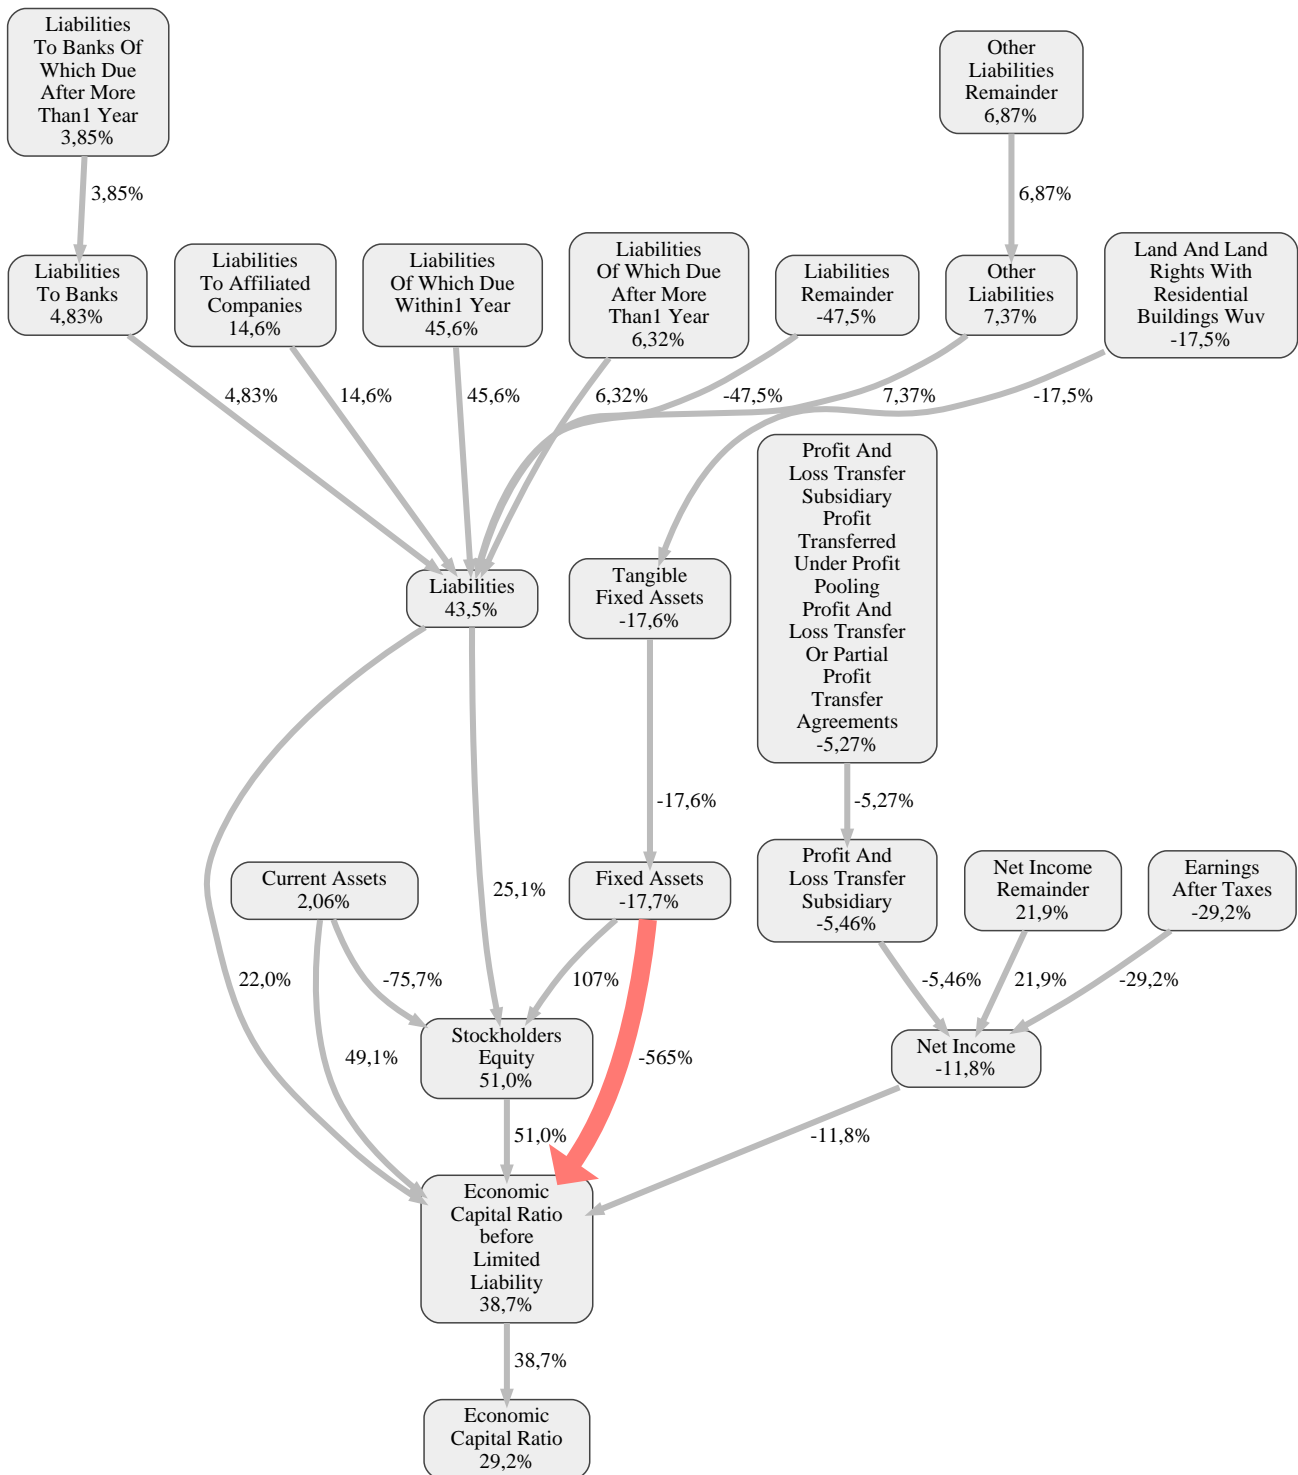 Liabilities
To Banks Of
Which Due
After More
Than1 Year
3,85%
Other
Liabilities
Remainder
6,87%
3,85%
6,87%
Liabilities
To Banks
4,83%
Liabilities
To Affiliated
Companies
14,6%
Liabilities
Of Which Due
Within1 Year
45,6%
Liabilities
Of Which Due
After More
Than1 Year
6,32%
Liabilities
Remainder
-47,5%
Other
Liabilities
7,37%
Land And Land
Rights With
Residential
Buildings Wuv
-17,5%
4,83%
14,6%
45,6%
6,32%
-47,5%
7,37%
-17,5%
Profit And
Loss Transfer
Subsidiary
Profit
Transferred
Under Profit
Pooling
Profit And
Loss Transfer
Or Partial
Profit
Transfer
Agreements
-5,27%
Liabilities
43,5%
Tangible
Fixed Assets
-17,6%
-17,6%
-5,27%
Current Assets
2,06%
25,1%
Fixed Assets
-17,7%
Profit And
Loss Transfer
Subsidiary
-5,46%
Net Income
Remainder
21,9%
Earnings
After Taxes
-29,2%
22,0%
-75,7%
107%
-5,46%
21,9%
-29,2%
49,1%
Stockholders
Equity
51,0%
-565%
Net Income
-11,8%
51,0%
-11,8%
Economic
Capital Ratio
before
Limited
Liability
38,7%
38,7%
Economic
Capital Ratio
29,2%